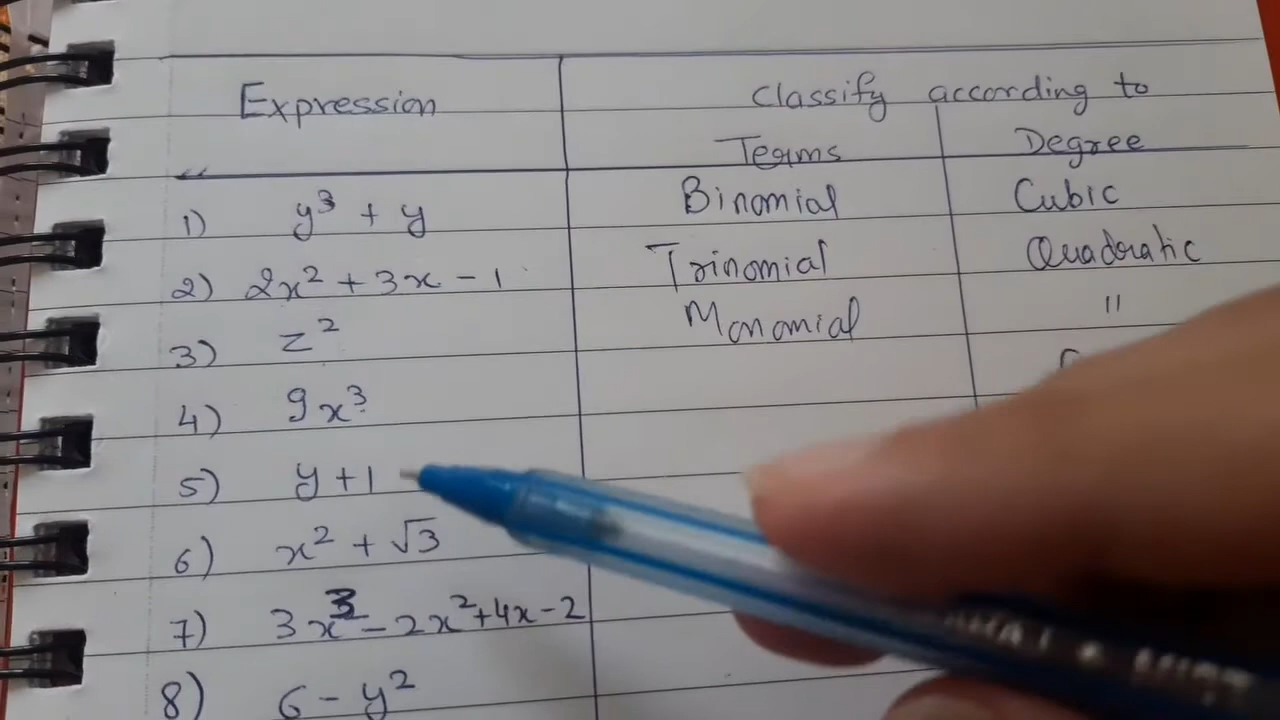 Expression Classify according to
Terms Degree
1) y³ + y Binomial Cubic
2) 2x² + 3x - 1 Trinomial Quadratic
3) z² Monomial "
4) 9x³
5) y + 1
6) x² + √3
7) 3x³ - 2x² + 4x - 2
8) 6 - y²